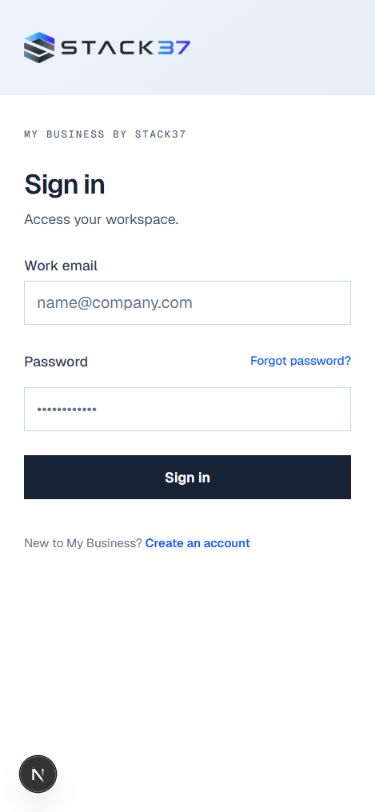 STACK37
MY BUSINESS BY STACK37
Sign in
Access your workspace.
Work email
name@company.com
Password Forgot password?
••••••••••••
Sign in
New to My Business? Create an account
N